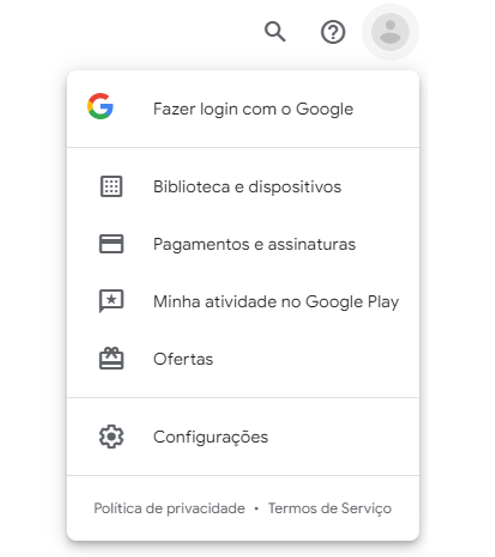 Fazer login com o Google
Biblioteca e dispositivos
Pagamentos e assinaturas
Minha atividade no Google Play
Ofertas
Configurações
Política de privacidade • Termos de Serviço